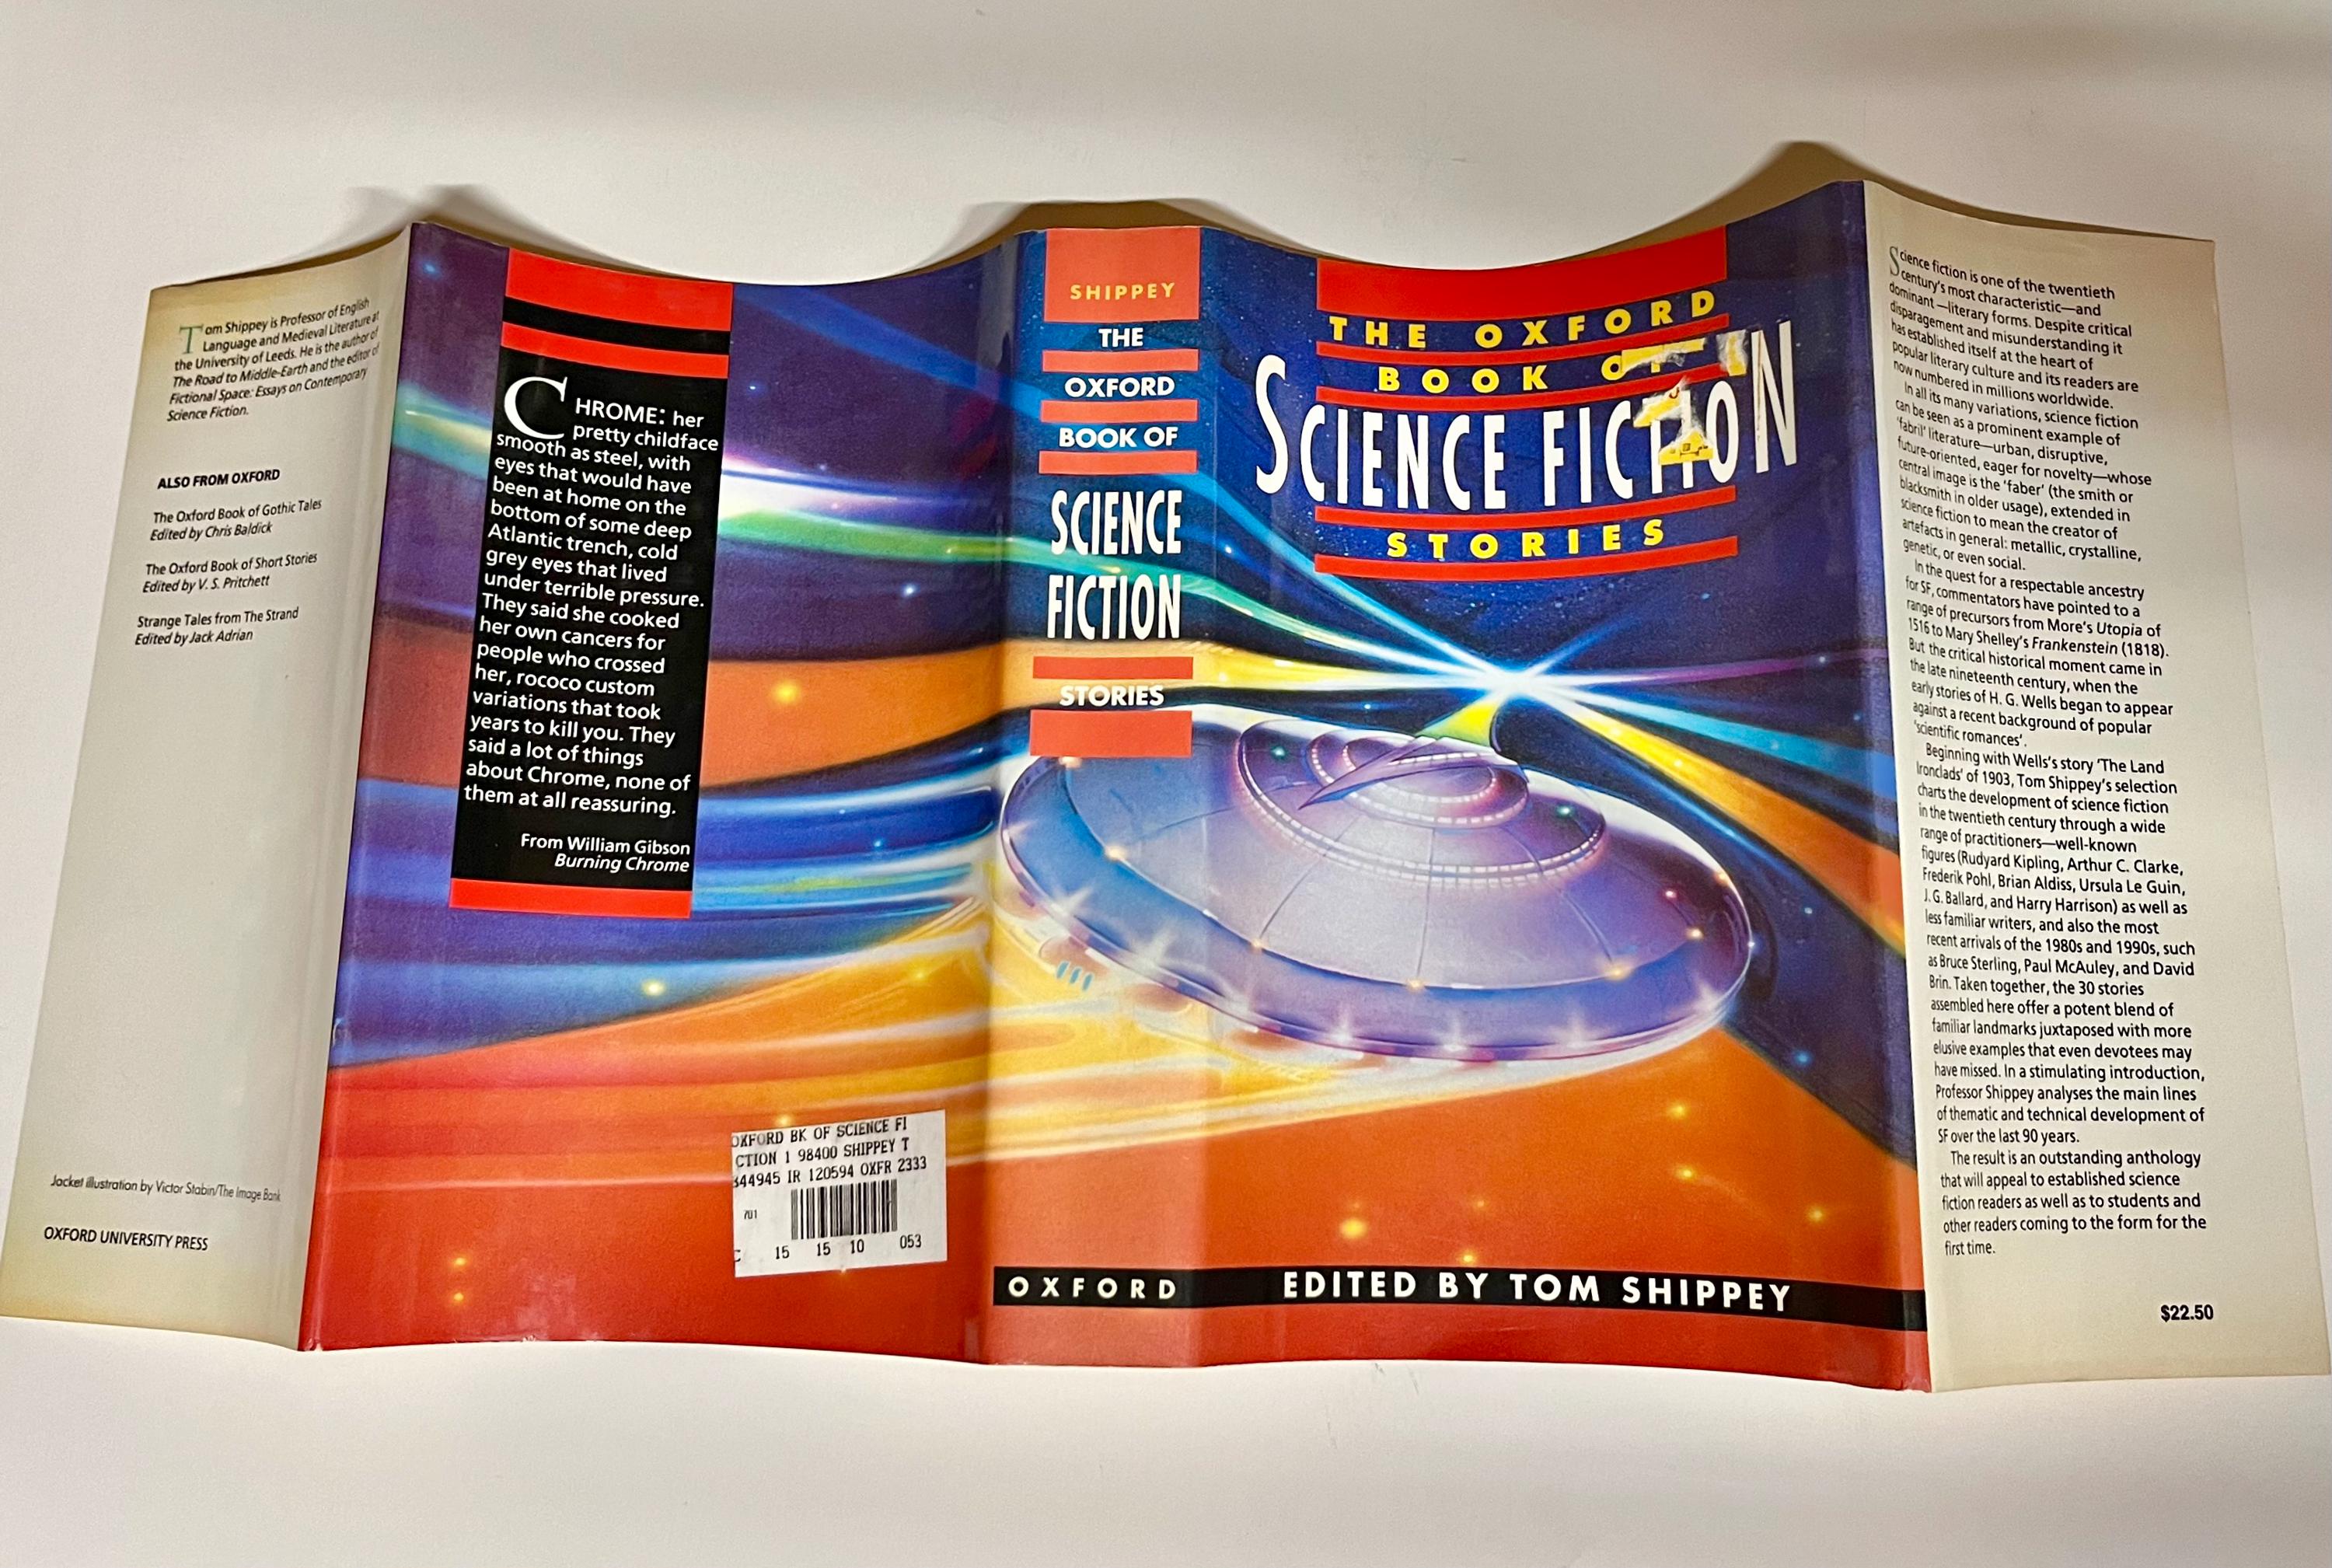 Tom Shippey is Professor of English
Language and Medieval Literature at
the University of Leeds. He is the author of
The Road to Middle-Earth and the editor of
Fictional Space: Essays on Contemporary
Science Fiction.
ALSO FROM OXFORD
The Oxford Book of Gothic Tales
Edited by Chris Baldick
The Oxford Book of Short Stories
Edited by V. S. Pritchett
Strange Tales from The Strand
Edited by Jack Adrian
Jacket illustration by Victor Stabin/The Image Bank
OXFORD UNIVERSITY PRESS
CHROME: her
pretty childface
smooth as steel, with
eyes that would have
been at home on the
bottom of some deep
Atlantic trench, cold
grey eyes that lived
under terrible pressure.
They said she cooked
her own cancers for
people who crossed
her, rococo custom
variations that took
years to kill you. They
said a lot of things
about Chrome, none of
them at all reassuring.
From William Gibson
Burning Chrome
OXFORD BK OF SCIENCE FI
CTION 1 98400 SHIPPEY T
44945 IR 120594 OXFR 2333
701
C 15 15 10 053
SHIPPEY
THE
OXFORD
BOOK OF
SCIENCE
FICTION
STORIES
OXFORD
THE OXFORD
BOOK OF
SCIENCE FICTION
STORIES
EDITED BY TOM SHIPPEY
Science fiction is one of the twentieth
century's most characteristic—and
dominant—literary forms. Despite critical
disparagement and misunderstanding it
has established itself at the heart of
popular literary culture and its readers are
now numbered in millions worldwide.
In all its many variations, science fiction
can be seen as a prominent example of
'fabril' literature—urban, disruptive,
future-oriented, eager for novelty—whose
central image is the 'faber' (the smith or
blacksmith in older usage), extended in
science fiction to mean the creator of
artefacts in general: metallic, crystalline,
genetic, or even social.
In the quest for a respectable ancestry
for SF, commentators have pointed to a
range of precursors from More's Utopia of
1516 to Mary Shelley's Frankenstein (1818).
But the critical historical moment came in
the late nineteenth century, when the
early stories of H. G. Wells began to appear
against a recent background of popular
'scientific romances'.
Beginning with Wells's story 'The Land
Ironclads' of 1903, Tom Shippey's selection
charts the development of science fiction
in the twentieth century through a wide
range of practitioners—well-known
figures (Rudyard Kipling, Arthur C. Clarke,
Frederik Pohl, Brian Aldiss, Ursula Le Guin,
J. G. Ballard, and Harry Harrison) as well as
less familiar writers, and also the most
recent arrivals of the 1980s and 1990s, such
as Bruce Sterling, Paul McAuley, and David
Brin. Taken together, the 30 stories
assembled here offer a potent blend of
familiar landmarks juxtaposed with more
elusive examples that even devotees may
have missed. In a stimulating introduction,
Professor Shippey analyses the main lines
of thematic and technical development of
SF over the last 90 years.
The result is an outstanding anthology
that will appeal to established science
fiction readers as well as to students and
other readers coming to the form for the
first time.
$22.50